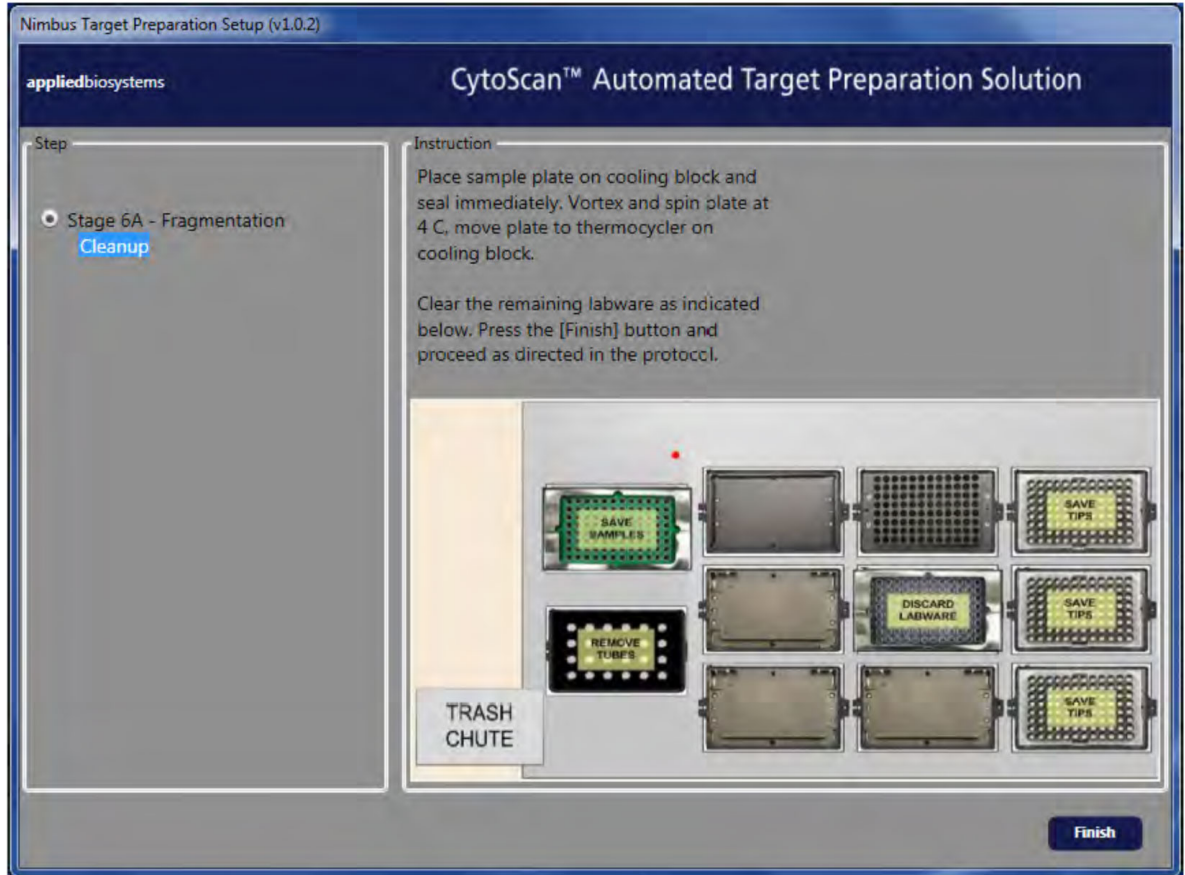 Nimbus Target Preparation Setup (v1.0.2)
appliedbiosystems
CytoScan™ Automated Target Preparation Solution
Step
Stage 6A - Fragmentation
Cleanup
Instruction
Place sample plate on cooling block and
seal immediately. Vortex and spin plate at
4 C, move plate to thermocycler on
cooling block.
Clear the remaining labware as indicated
below. Press the [Finish] button and
proceed as directed in the protocol.
SAVE
SAMPLES
SAVE
TIPS
REMOVE
TUBES
DISCARD
LABWARE
SAVE
TIPS
TRASH
CHUTE
SAVE
TIPS
Finish